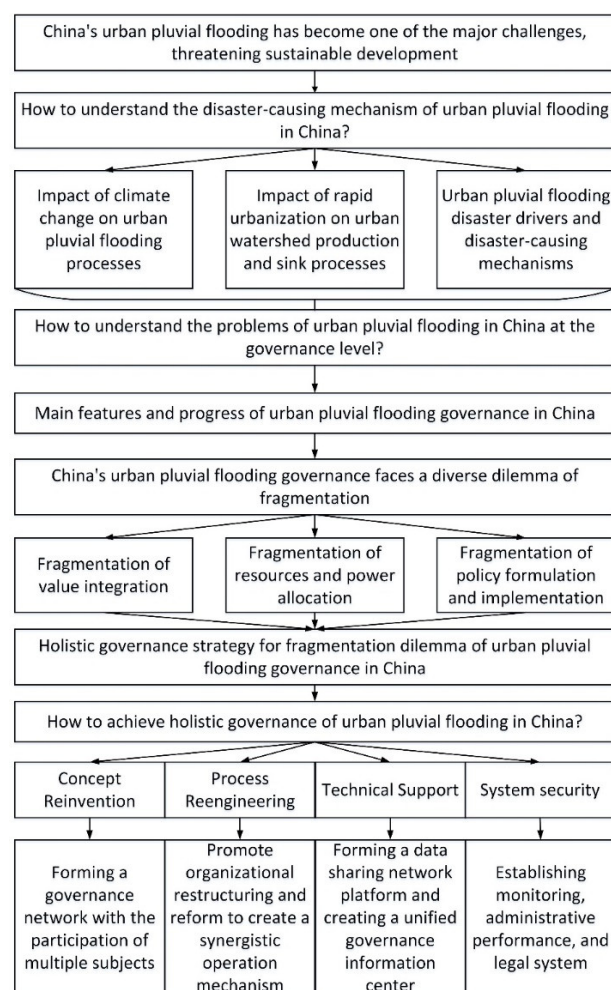 China's urban pluvial flooding has become one of the major challenges,
threatening sustainable development
How to understand the disaster-causing mechanism of urban pluvial flooding
in China?
Impact of climate
change on urban
pluvial flooding
processes
Impact of rapid
urbanization on urban
watershed production
and sink processes
Urban pluvial flooding
disaster drivers and
disaster-causing
mechanisms
How to understand the problems of urban pluvial flooding in China at the
governance level?
Main features and progress of urban pluvial flooding governance in China
China's urban pluvial flooding governance faces a diverse dilemma of
fragmentation
Fragmentation of
value integration
Fragmentation of
resources and power
allocation
Fragmentation of
policy formulation
and implementation
Holistic governance strategy for fragmentation dilemma of urban pluvial
flooding governance in China
How to achieve holistic governance of urban pluvial flooding in China?
Concept
Reinvention
Process
Reengineering
Technical Support
System security
Forming a
governance
network with the
participation of
multiple subjects
Promote
organizational
restructuring and
reform to create a
synergistic
operation
mechanism
Forming a data
sharing network
platform and
creating a unified
governance
information
center
Establishing
monitoring,
administrative
performance, and
legal system